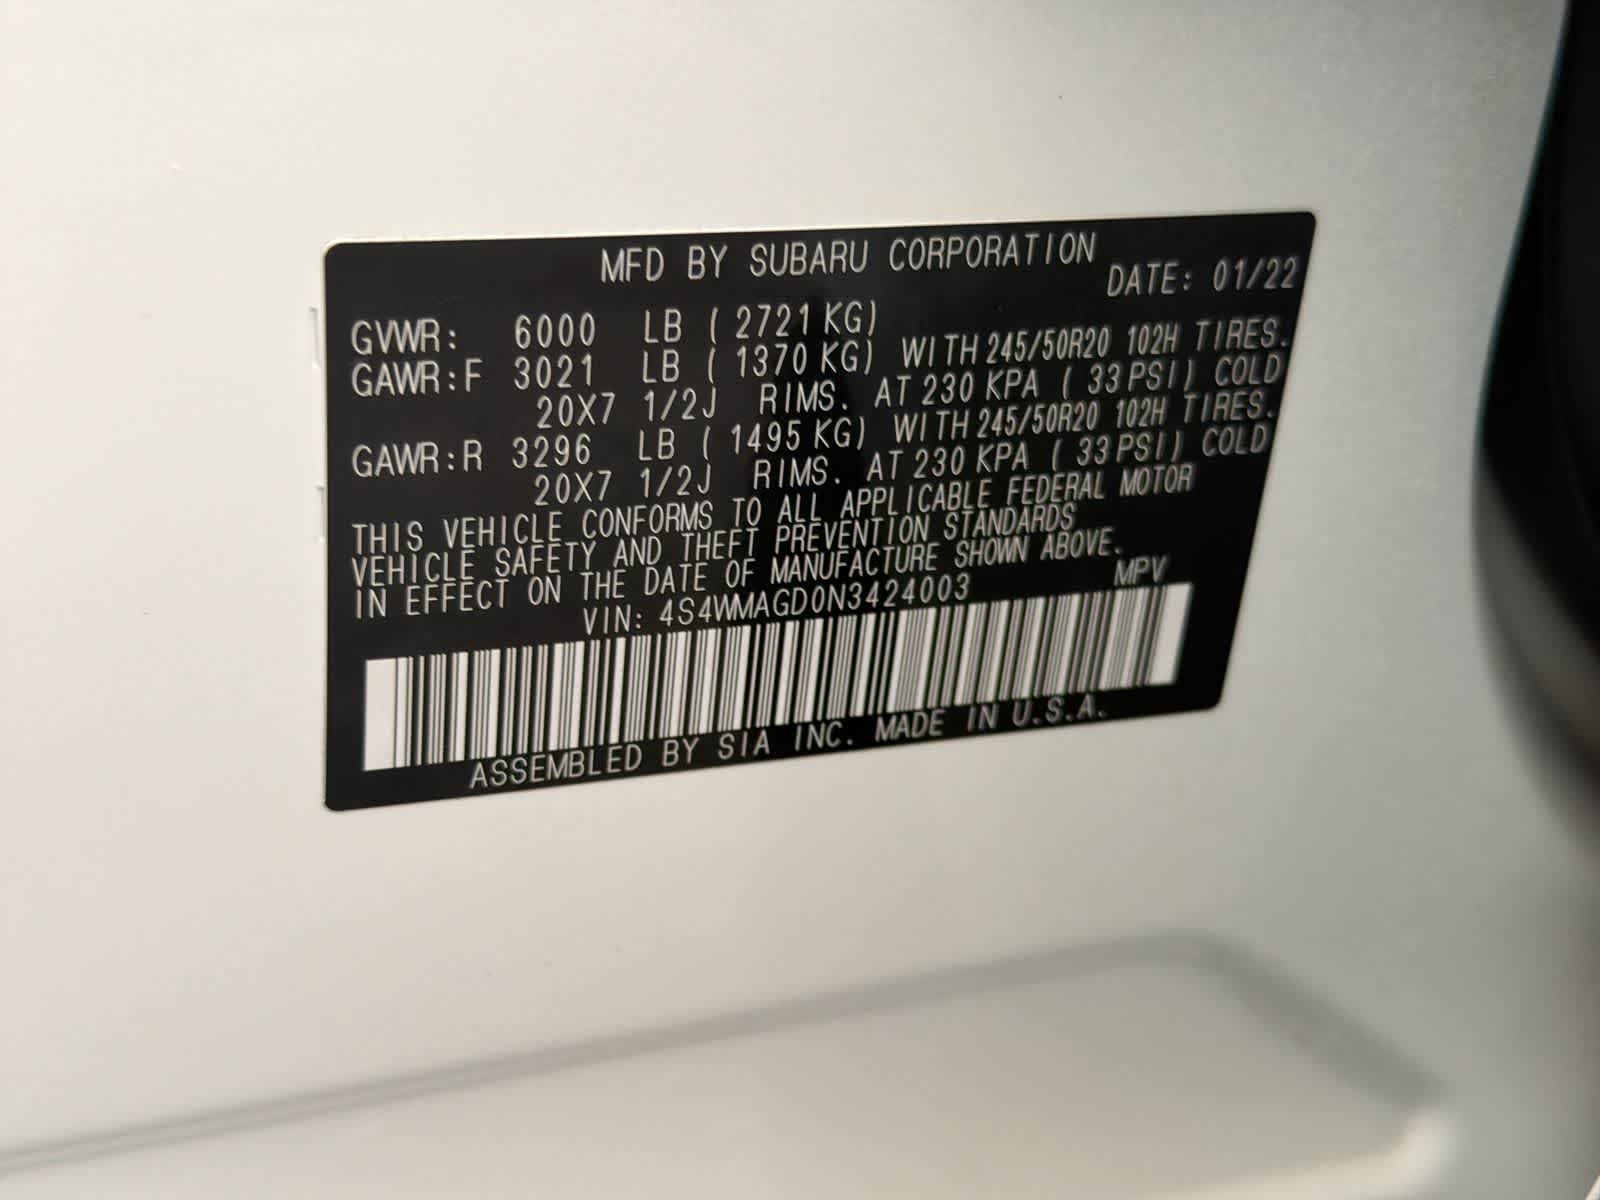 MFD BY SUBARU CORPORATION
DATE: 01/22
GVWR: 6000 LB ( 2721 KG)
GAWR:F 3021 LB ( 1370 KG) WITH 245/50R20 102H TIRES.
20X7 1/2J RIMS. AT 230 KPA ( 33 PSI) COLD
GAWR:R 3296 LB ( 1495 KG) WITH 245/50R20 102H TIRES.
20X7 1/2J RIMS. AT 230 KPA ( 33 PSI) COLD
THIS VEHICLE CONFORMS TO ALL APPLICABLE FEDERAL MOTOR
VEHICLE SAFETY AND THEFT PREVENTION STANDARDS
IN EFFECT ON THE DATE OF MANUFACTURE SHOWN ABOVE.
VIN: 4S4WMAGD0N3424003 MPV
ASSEMBLED BY SIA INC. MADE IN U.S.A.